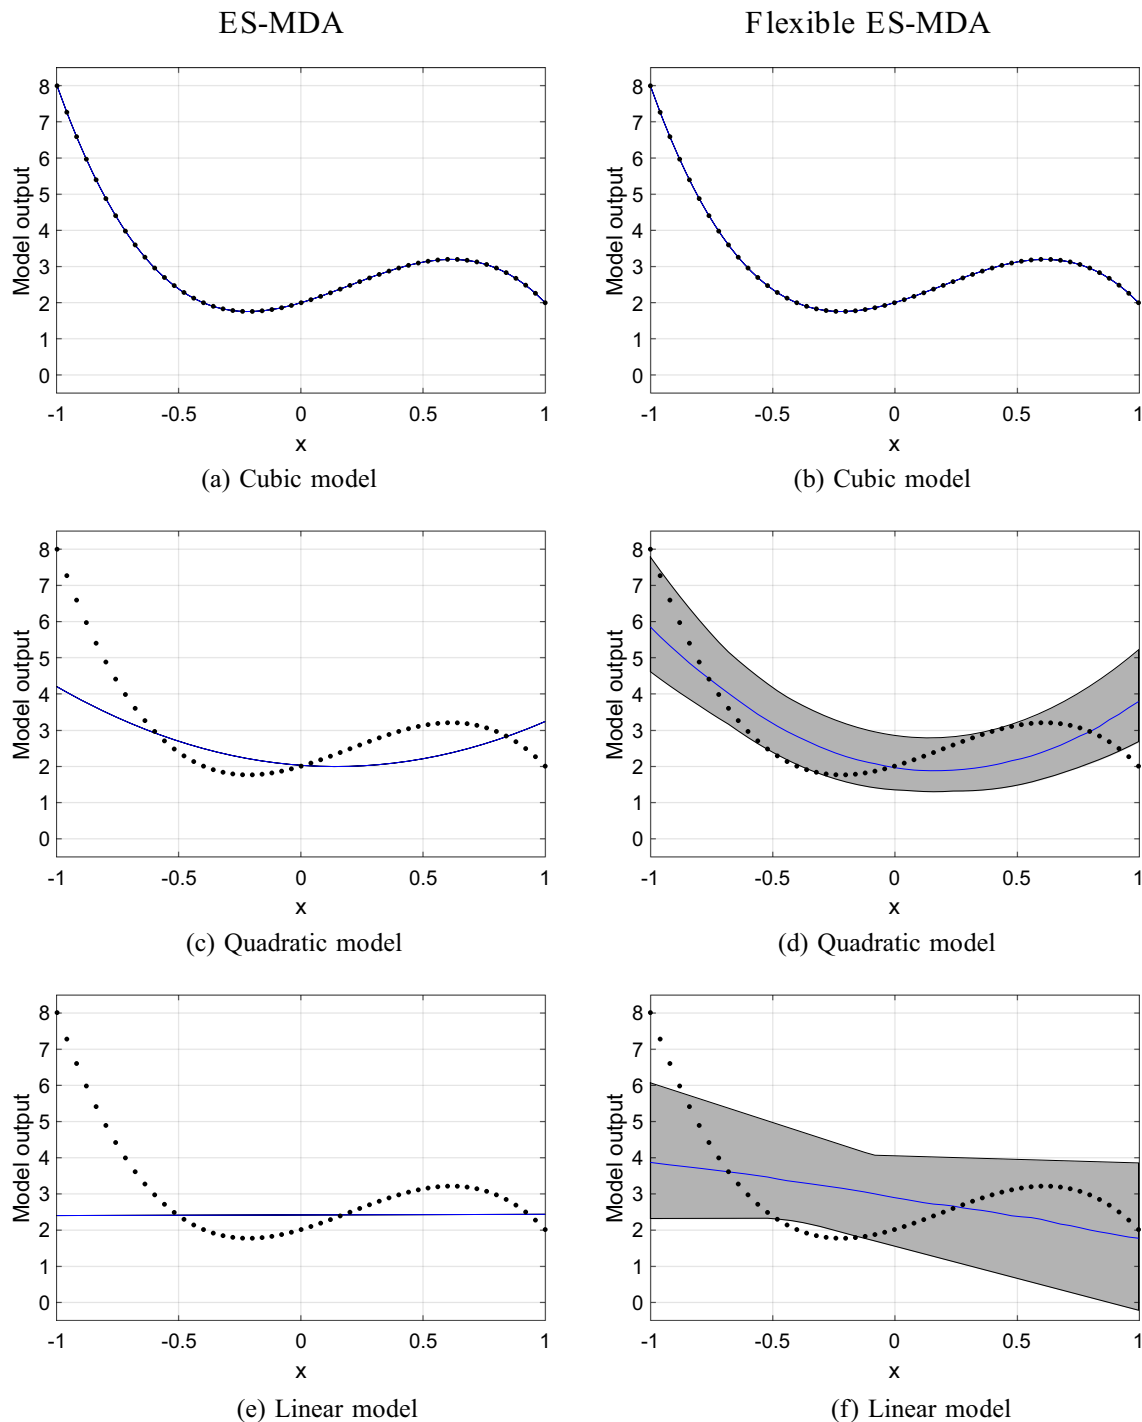 ES-MDA
Flexible ES-MDA
8
7
6
5
4
3
2
1
0
Model output
-1 -0.5 0 0.5 1
x
(a) Cubic model
8
7
6
5
4
3
2
1
0
Model output
-1 -0.5 0 0.5 1
x
(b) Cubic model
8
7
6
5
4
3
2
1
0
Model output
-1 -0.5 0 0.5 1
x
(c) Quadratic model
8
7
6
5
4
3
2
1
0
Model output
-1 -0.5 0 0.5 1
x
(d) Quadratic model
8
7
6
5
4
3
2
1
0
Model output
-1 -0.5 0 0.5 1
x
(e) Linear model
8
7
6
5
4
3
2
1
0
Model output
-1 -0.5 0 0.5 1
x
(f) Linear model